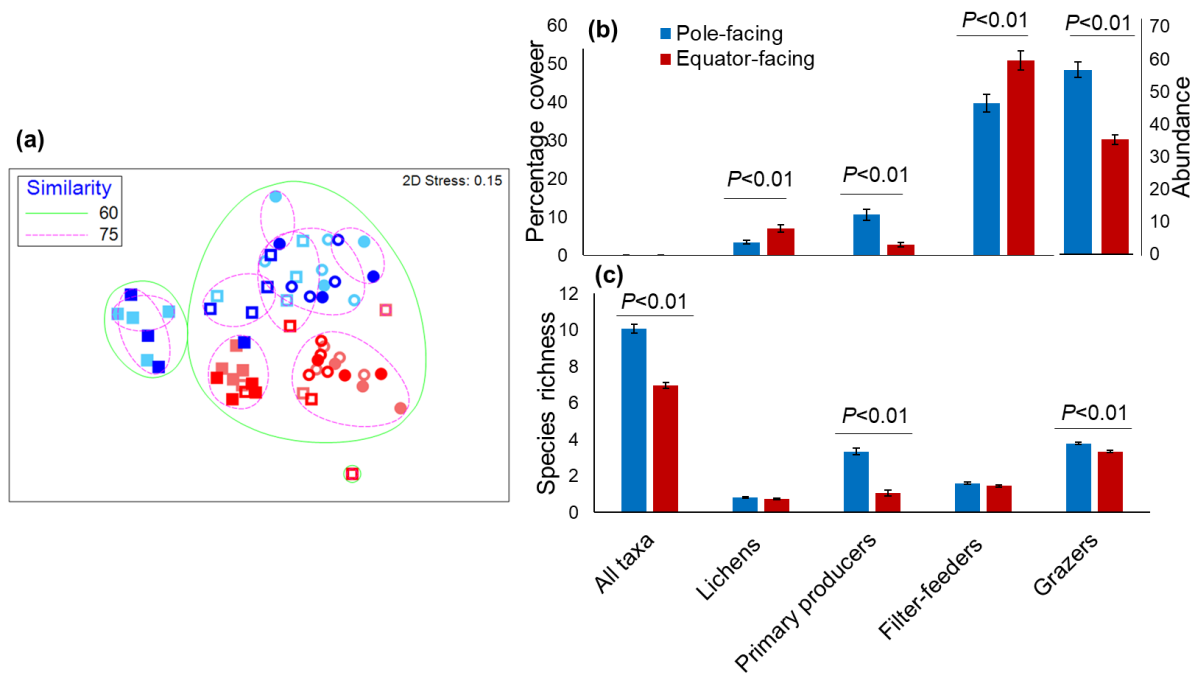 (a)
Similarity
60
75
2D Stress: 0.15
(b)
Pole-facing
Equator-facing
Percentage coveer
60
50
40
30
20
10
0
P<0.01
P<0.01
P<0.01
P<0.01
70
60
50
40
30
20
10
0
Abundance
(c)
Species richness
12
10
8
6
4
2
0
P<0.01
P<0.01
P<0.01
All taxa
Lichens
Primary producers
Filter-feeders
Grazers